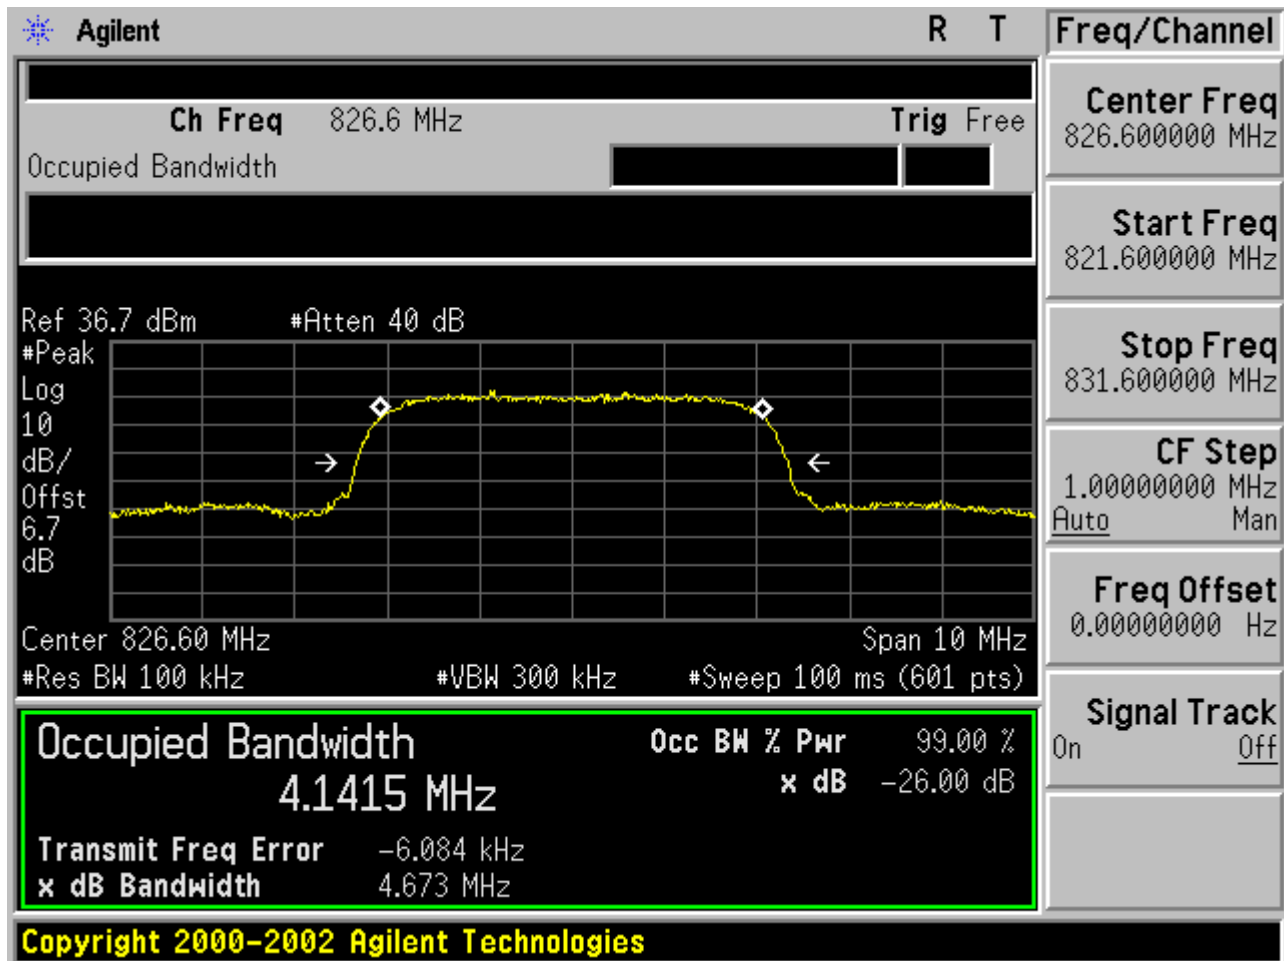 Agilent R T
Ch Freq 826.6 MHz Trig Free
Occupied Bandwidth
Ref 36.7 dBm #Atten 40 dB
#Peak
Log
10
dB/
Offst
6.7
dB
Center 826.60 MHz Span 10 MHz
#Res BW 100 kHz #VBW 300 kHz #Sweep 100 ms (601 pts)
Occupied Bandwidth Occ BW % Pwr 99.00 %
4.1415 MHz x dB -26.00 dB
Transmit Freq Error -6.084 kHz
x dB Bandwidth 4.673 MHz
Copyright 2000-2002 Agilent Technologies
Freq/Channel
Center Freq
826.600000 MHz
Start Freq
821.600000 MHz
Stop Freq
831.600000 MHz
CF Step
1.00000000 MHz
Auto Man
Freq Offset
0.00000000 Hz
Signal Track
On Off